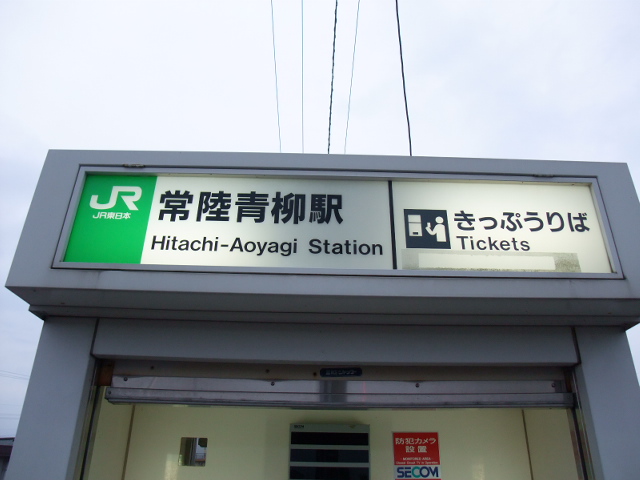 JR
JR東日本
常陸青柳駅
Hitachi-Aoyagi Station
きっぷうりば
Tickets
防犯カメラ
設置
SECOM